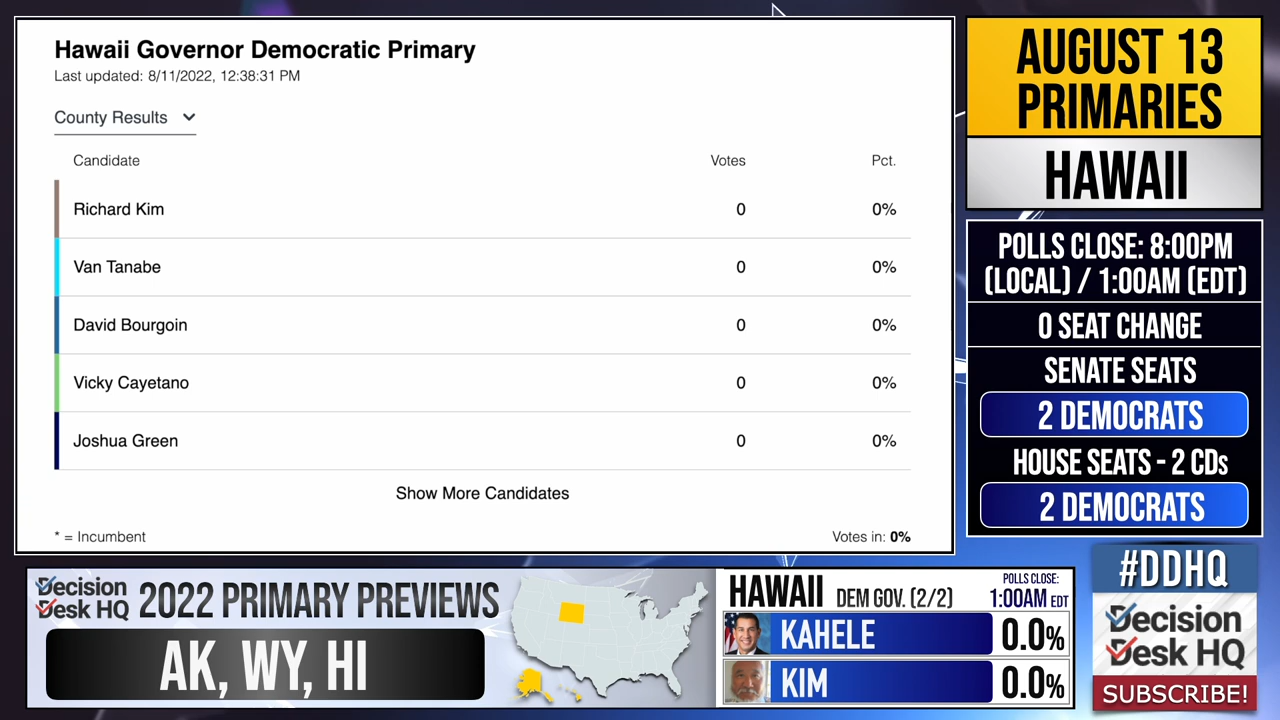 Hawaii Governor Democratic Primary
Last updated: 8/11/2022, 12:38:31 PM
County Results
Candidate Votes Pct.
Richard Kim 0 0%
Van Tanabe 0 0%
David Bourgoin 0 0%
Vicky Cayetano 0 0%
Joshua Green 0 0%
Show More Candidates
* = Incumbent Votes in: 0%
AUGUST 13
PRIMARIES
HAWAII
POLLS CLOSE: 8:00PM
(LOCAL) / 1:00AM (EDT)
0 SEAT CHANGE
SENATE SEATS
2 DEMOCRATS
HOUSE SEATS - 2 CDs
2 DEMOCRATS
Decision
Desk HQ
2022 PRIMARY PREVIEWS
AK, WY, HI
HAWAII DEM GOV. (2/2)
POLLS CLOSE:
1:00AM EDT
KAHELE 0.0%
KIM 0.0%
#DDHQ
Decision
Desk HQ
SUBSCRIBE!